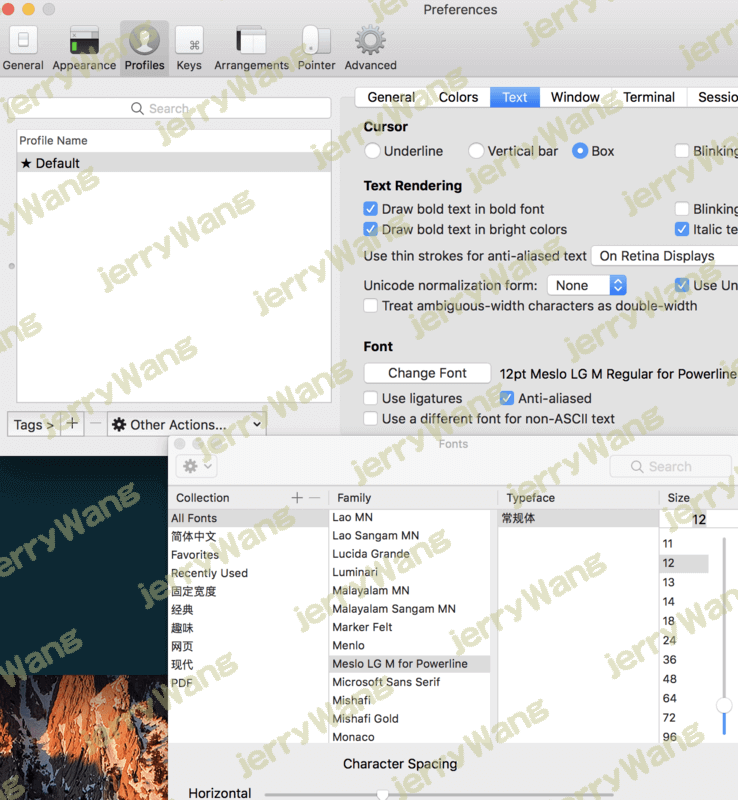 Preferences
General Appearance Profiles Keys Arrangements Pointer Advanced
Search
General Colors Text Window Terminal Sessio
Profile Name
★ Default
Cursor
Underline Vertical bar Box Blinking
Text Rendering
Draw bold text in bold font Blinking
Draw bold text in bright colors Italic te
Use thin strokes for anti-aliased text On Retina Displays
Unicode normalization form: None Use Un
Treat ambiguous-width characters as double-width
Font
Change Font 12pt Meslo LG M Regular for Powerline
Use ligatures Anti-aliased
Use a different font for non-ASCII text
Tags > + − Other Actions...
Fonts
Search
Collection + − Family Typeface Size
All Fonts
简体中文
Favorites
Recently Used
固定宽度
经典
趣味
网页
现代
PDF
Lao MN
Lao Sangam MN
Lucida Grande
Luminari
Malayalam MN
Malayalam Sangam MN
Marker Felt
Menlo
Meslo LG M for Powerline
Microsoft Sans Serif
Mishafi
Mishafi Gold
Monaco
常规体
12
11
12
13
14
18
24
36
48
64
72
96
Character Spacing
Horizontal
jerryWang